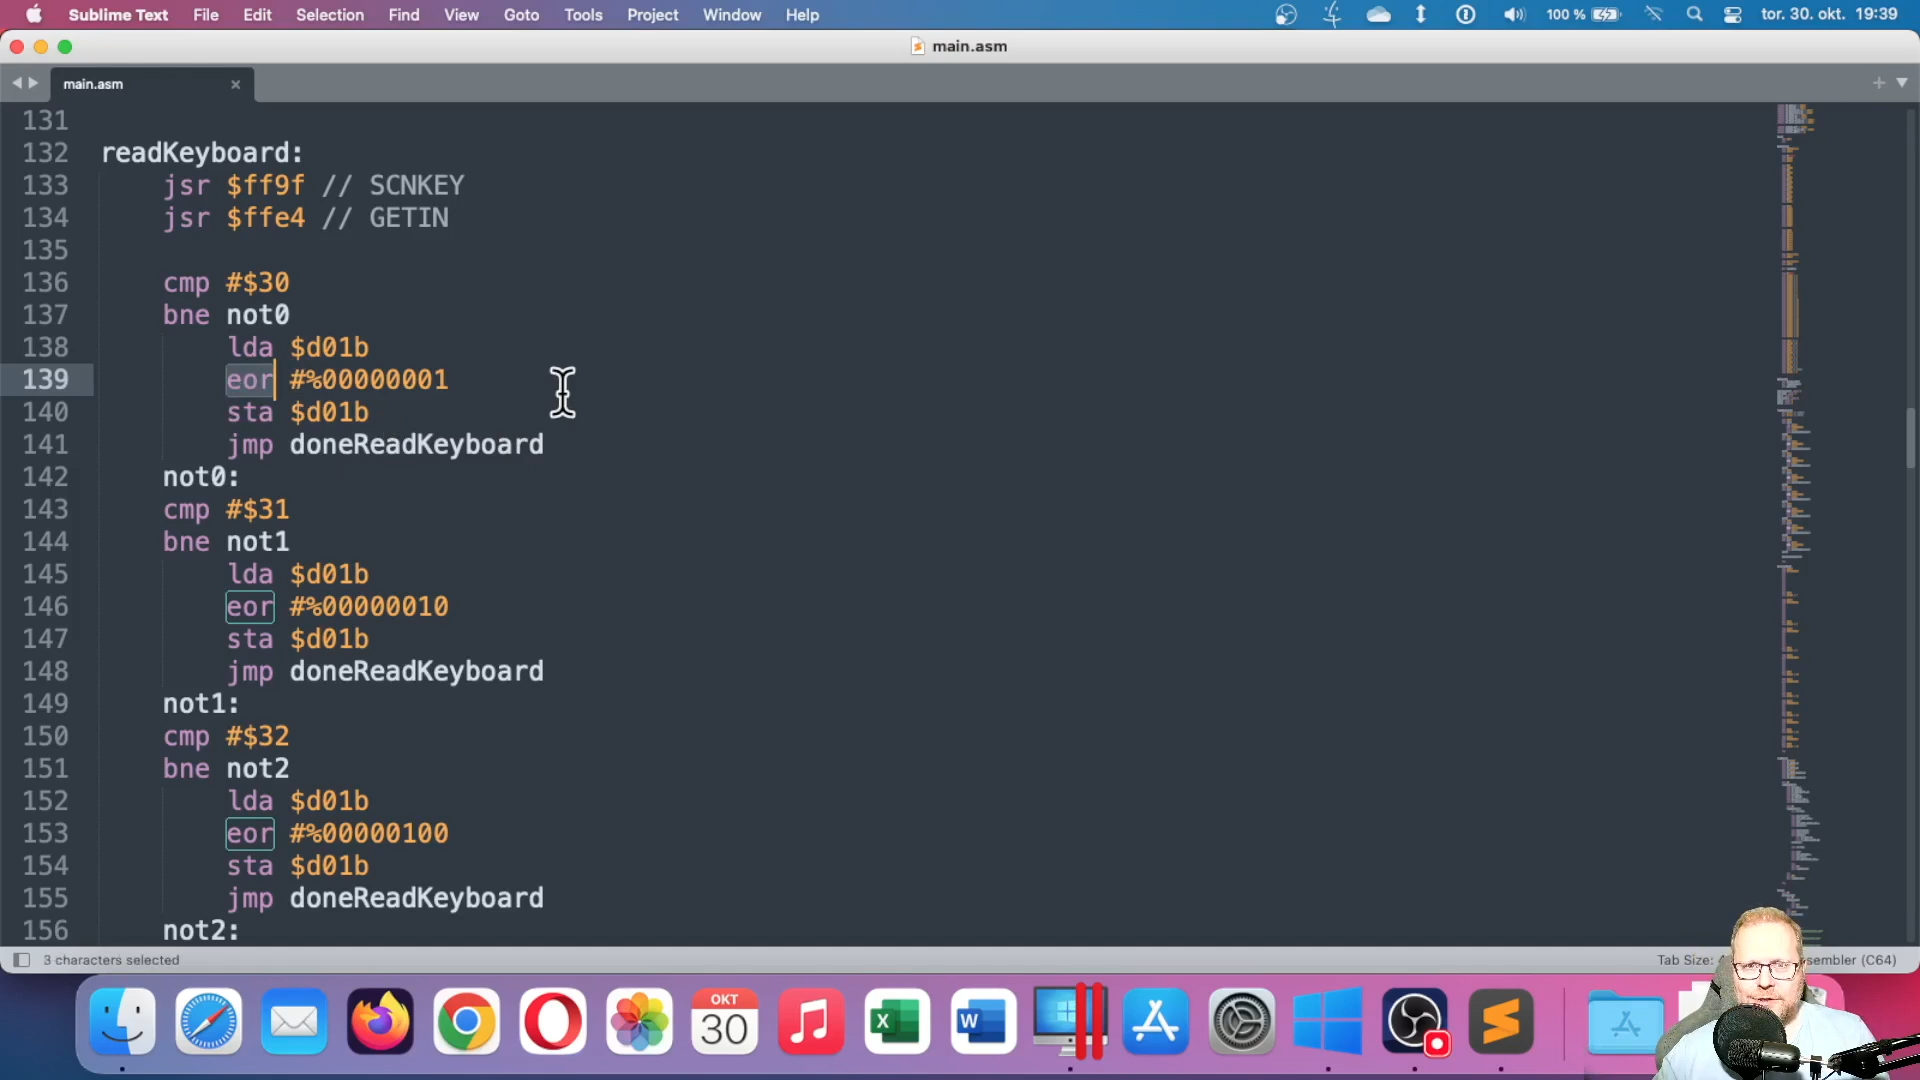 Sublime Text File Edit Selection Find View Goto Tools Project Window Help 100 % tor. 30. okt. 19:39
main.asm
main.asm
131
132 readKeyboard:
133 jsr $ff9f // SCNKEY
134 jsr $ffe4 // GETIN
135
136 cmp #$30
137 bne not0
138 lda $d01b
139 eor #%00000001
140 sta $d01b
141 jmp doneReadKeyboard
142 not0:
143 cmp #$31
144 bne not1
145 lda $d01b
146 eor #%00000010
147 sta $d01b
148 jmp doneReadKeyboard
149 not1:
150 cmp #$32
151 bne not2
152 lda $d01b
153 eor #%00000100
154 sta $d01b
155 jmp doneReadKeyboard
156 not2:
3 characters selected Tab Size: sembler (C64)
OKT
30
X
W